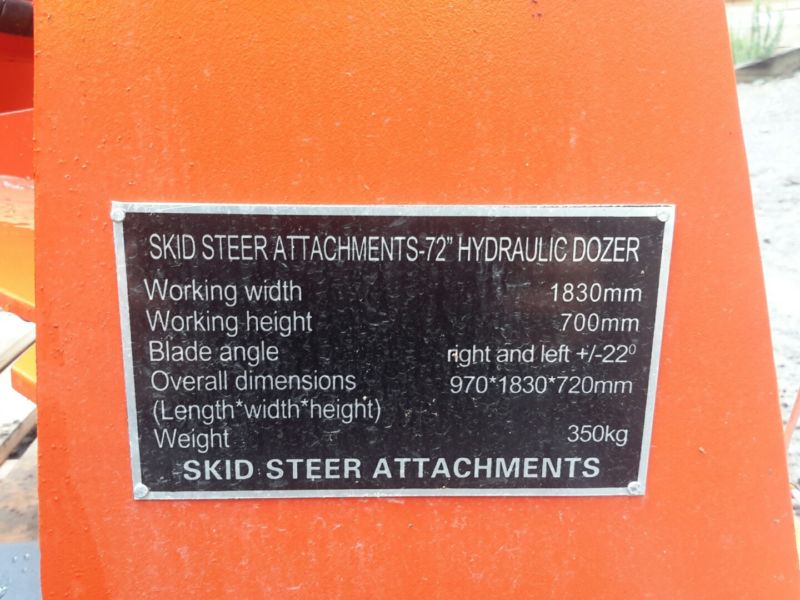 SKID STEER ATTACHMENTS-72" HYDRAULIC DOZER
Working width 1830mm
Working height 700mm
Blade angle right and left +/-22⁰
Overall dimensions 970*1830*720mm
(Length*width*height)
Weight 350kg
SKID STEER ATTACHMENTS